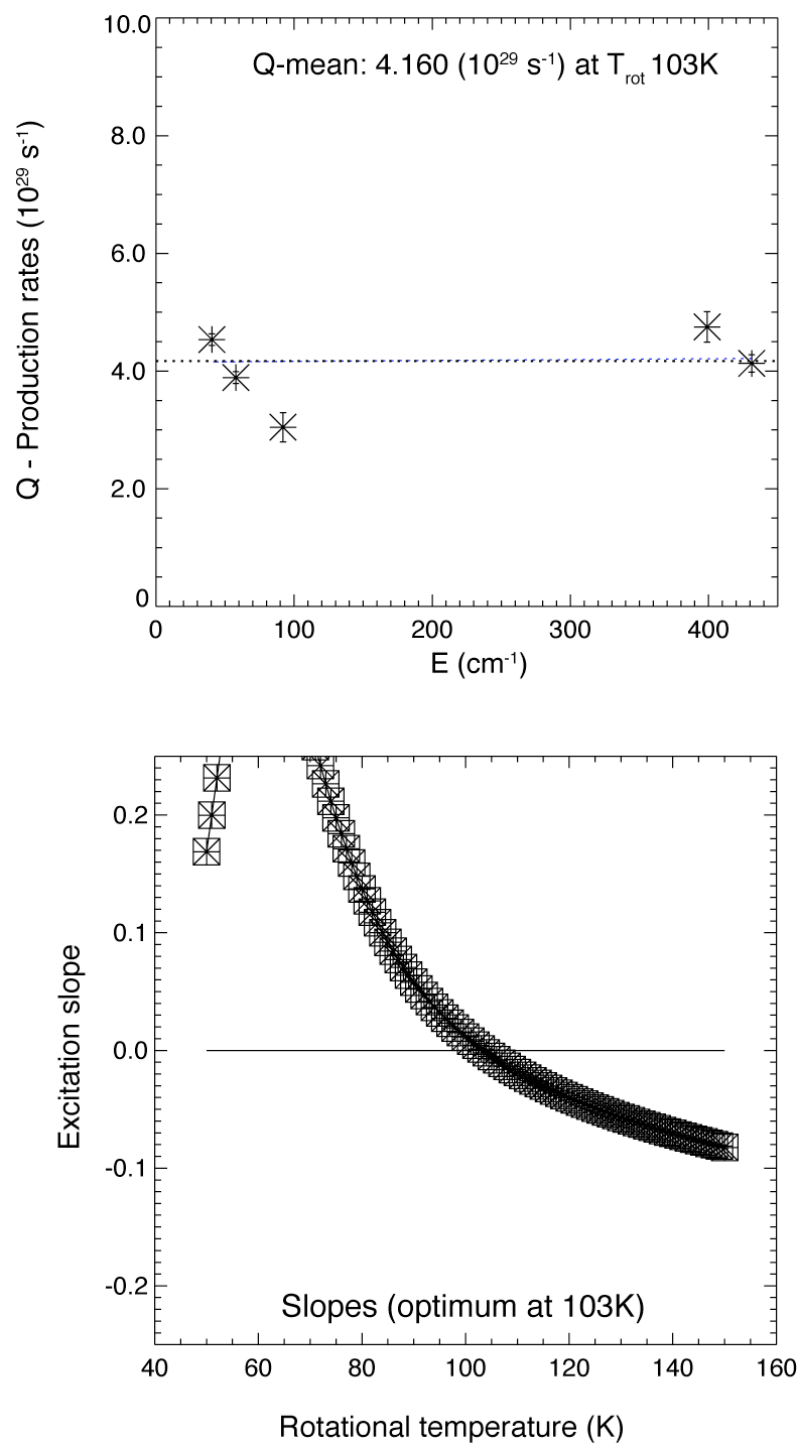 10.0
Q-mean: 4.160 (10²⁹ s⁻¹) at T_rot 103K
8.0
6.0
4.0
2.0
0
Q - Production rates (10²⁹ s⁻¹)
0 100 200 300 400
E (cm⁻¹)
0.2
0.1
0.0
-0.1
-0.2
Excitation slope
Slopes (optimum at 103K)
40 60 80 100 120 140 160
Rotational temperature (K)